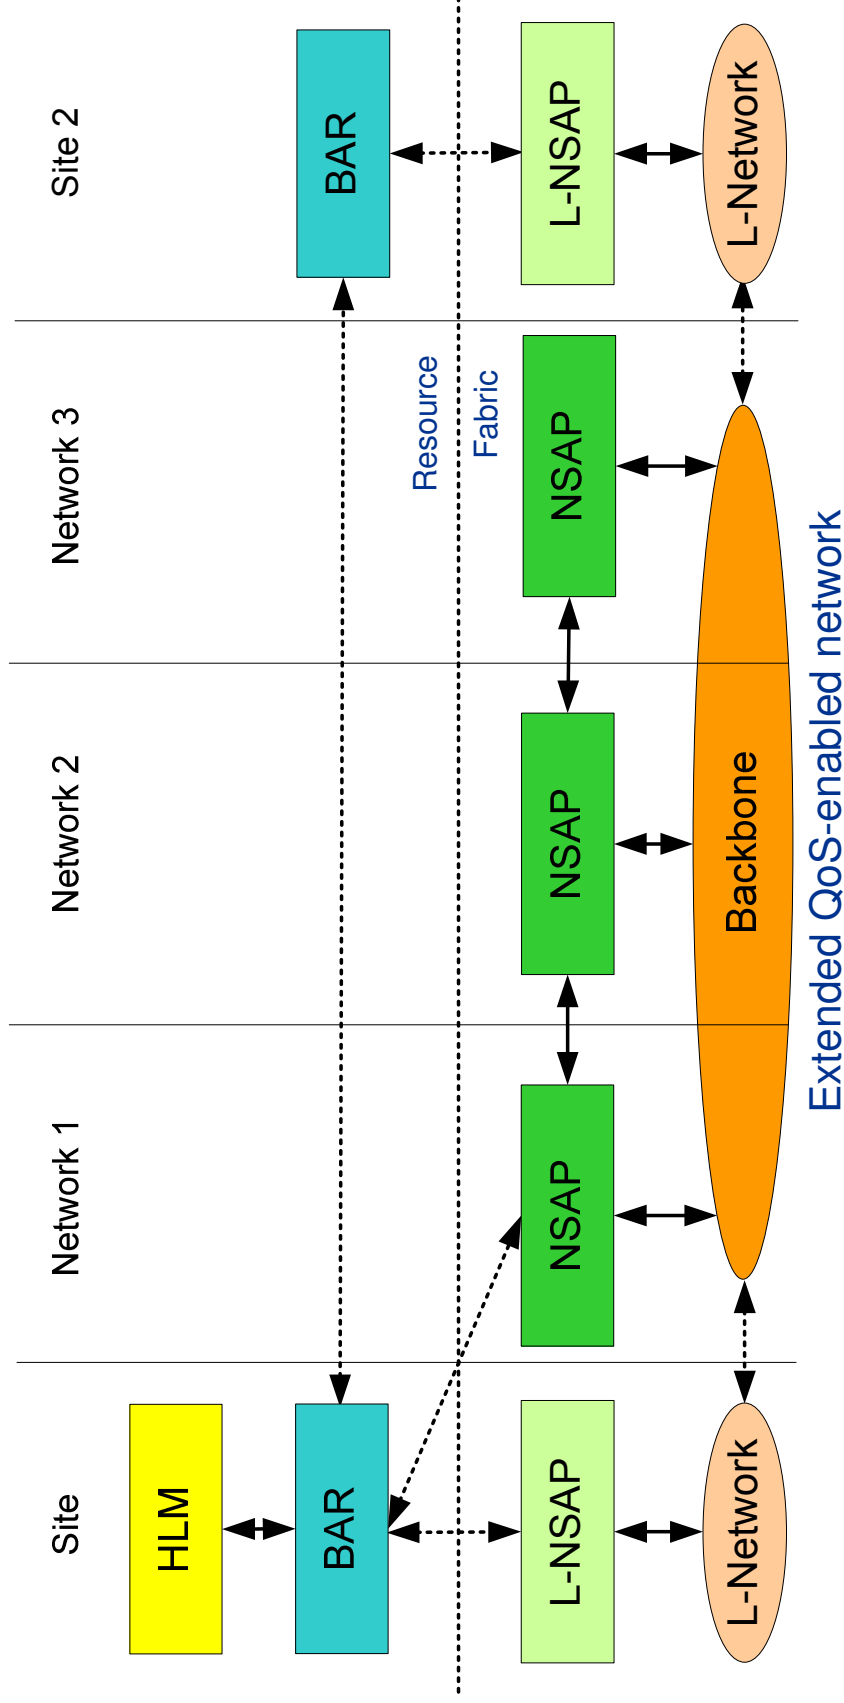 Site
Network 1
Network 2
Network 3
Site 2
HLM
BAR
BAR
Resource
Fabric
L-NSAP
NSAP
NSAP
NSAP
L-NSAP
L-Network
Backbone
L-Network
Extended QoS-enabled network